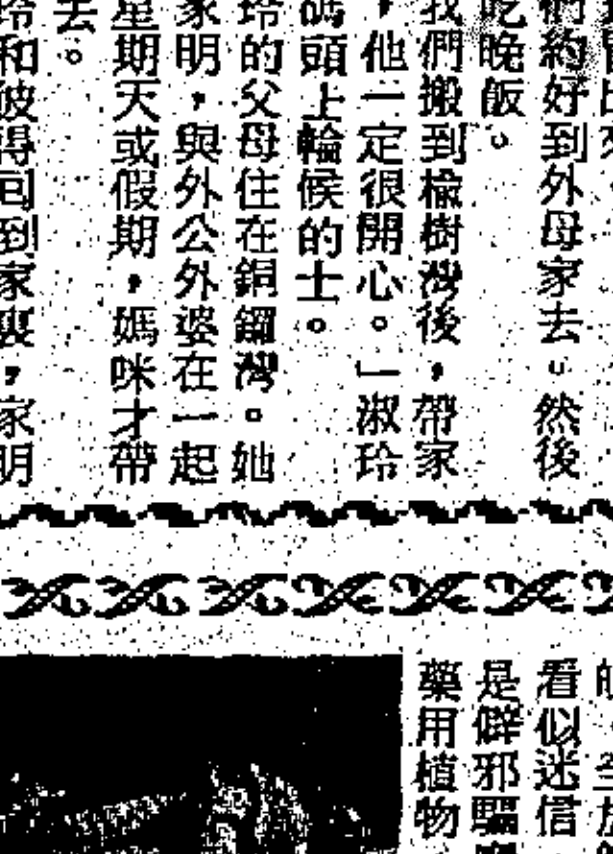 們約好到外母家去。然後
吃晚飯。
我們搬到榆樹灣後，帶家
，他一定很開心。」淑玲
碼頭上輪候的士。
玲的父母住在銅鑼灣。她
家明，與外公外婆在一起
星期天或假期，媽咪才帶
去。
玲和彼得回到家裏，家明
看似迷信
是僻邪驅
藥用植物